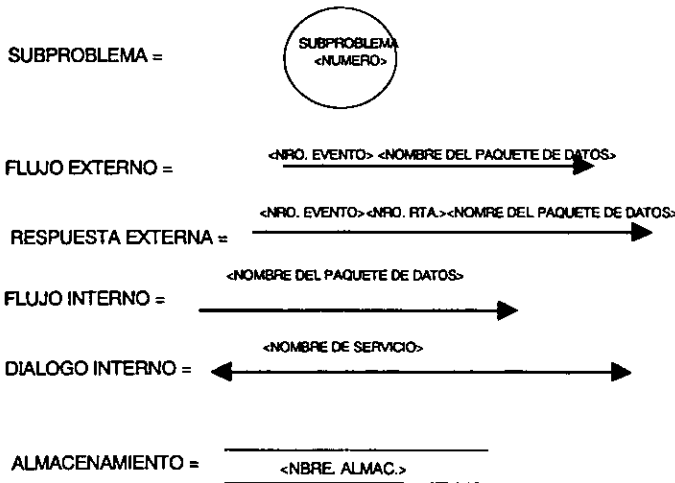 SUBPROBLEMA =
SUBPROBLEMA
<NUMERO>
FLUJO EXTERNO =
<NRO. EVENTO> <NOMBRE DEL PAQUETE DE DATOS>
RESPUESTA EXTERNA =
<NRO. EVENTO><NRO. RTA.><NOMRE DEL PAQUETE DE DATOS>
FLUJO INTERNO =
<NOMBRE DEL PAQUETE DE DATOS>
DIALOGO INTERNO =
<NOMBRE DE SERVICIO>
ALMACENAMIENTO =
<NBRE. ALMAC.>